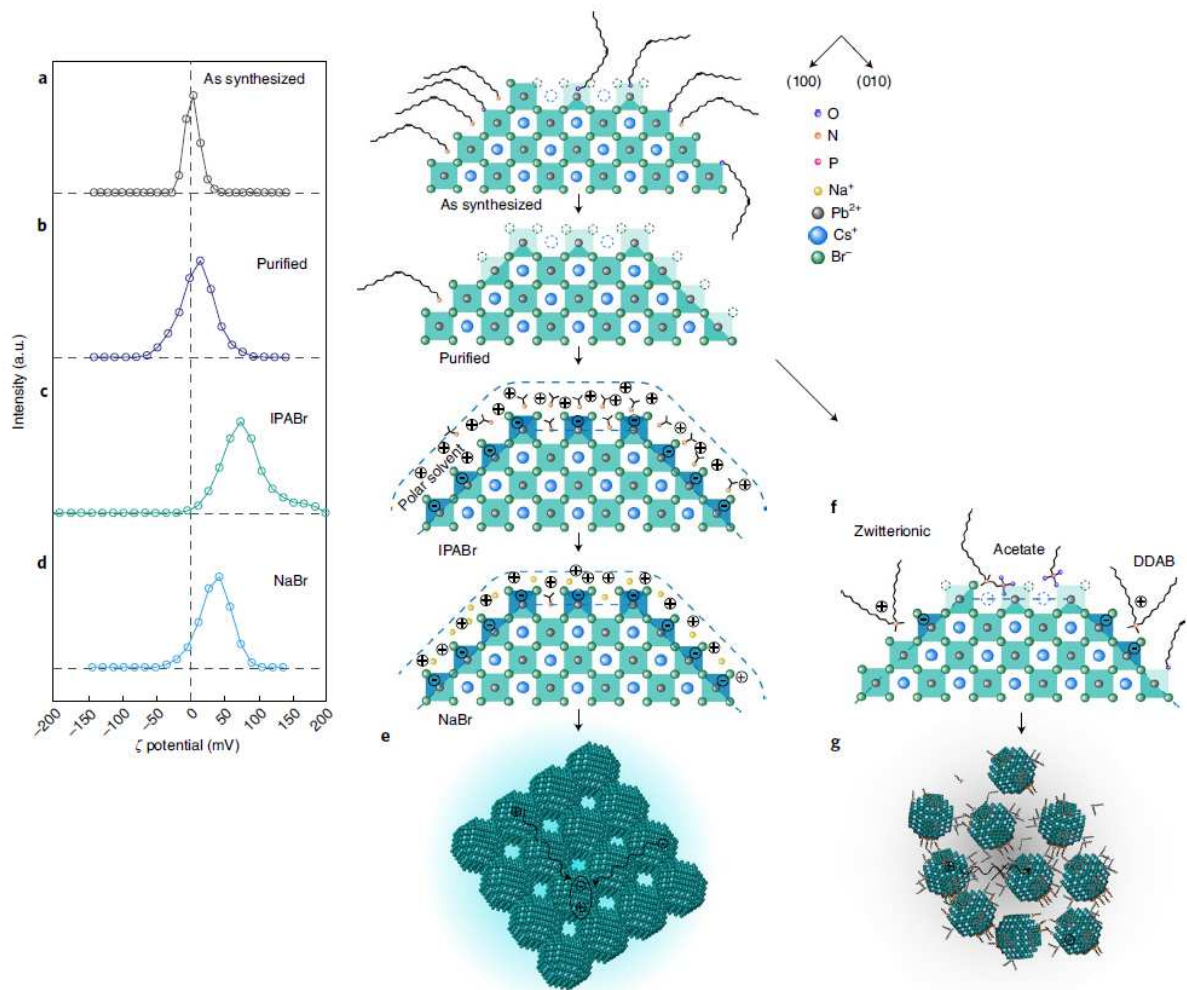 a
As synthesized
b
Purified
c
IPABr
d
NaBr
Intensity (a.u.)
–200
–150
–100
–50
0
50
100
150
200
ζ potential (mV)
As synthesized
Purified
Polar solvent
IPABr
NaBr
e
(100)
(010)
O
N
P
Na⁺
Pb²⁺
Cs⁺
Br⁻
f
Zwitterionic
Acetate
DDAB
g